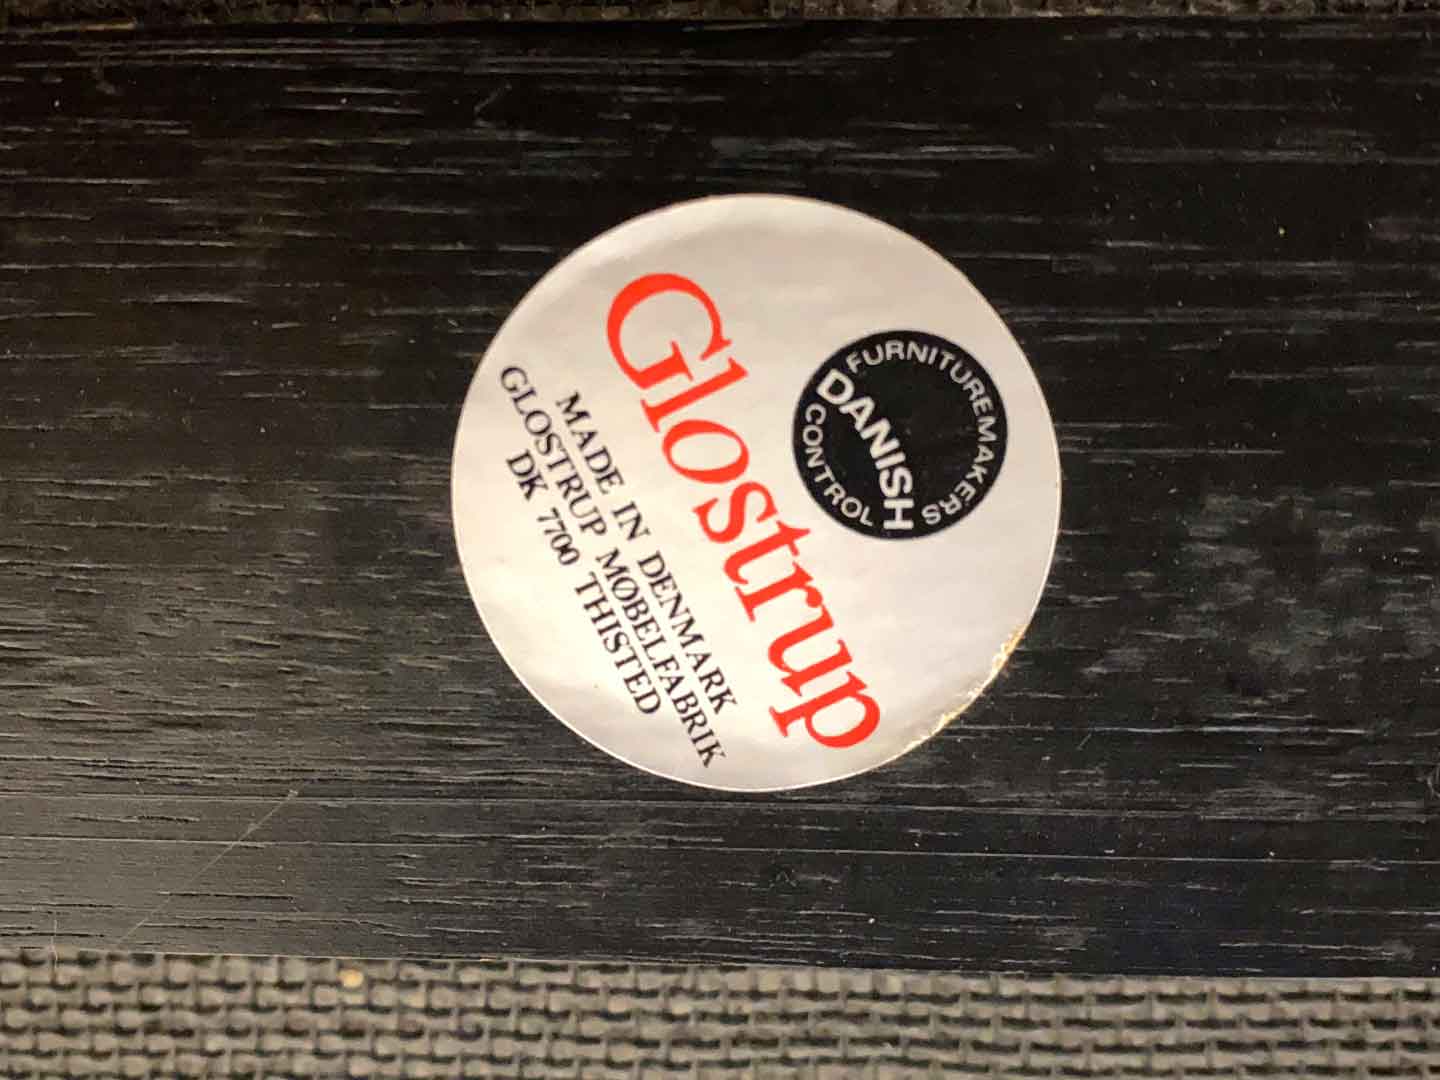 FURNITUREMAKERS
DANISH
CONTROL
Glostrup
MADE IN DENMARK
GLOSTRUP MØBELFABRIK
DK 7700 THISTED